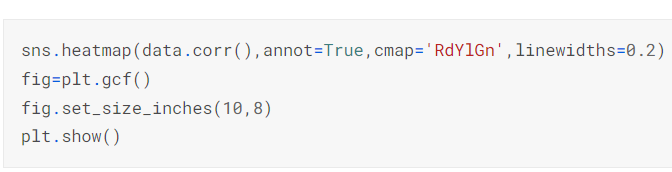 sns.heatmap(data.corr(),annot=True,cmap='RdYlGn',linewidths=0.2)
fig=plt.gcf()
fig.set_size_inches(10,8)
plt.show()